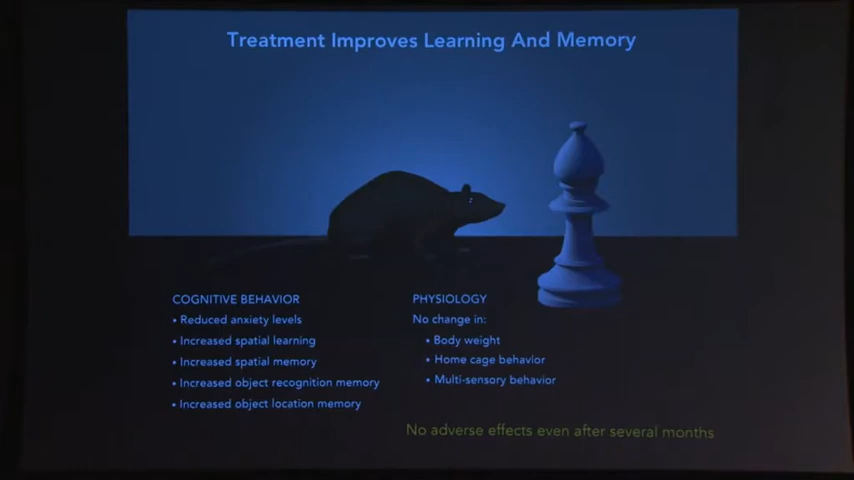 Treatment Improves Learning And Memory
COGNITIVE BEHAVIOR
• Reduced anxiety levels
• Increased spatial learning
• Increased spatial memory
• Increased object recognition memory
• Increased object location memory
PHYSIOLOGY
No change in:
• Body weight
• Home cage behavior
• Multi-sensory behavior
No adverse effects even after several months